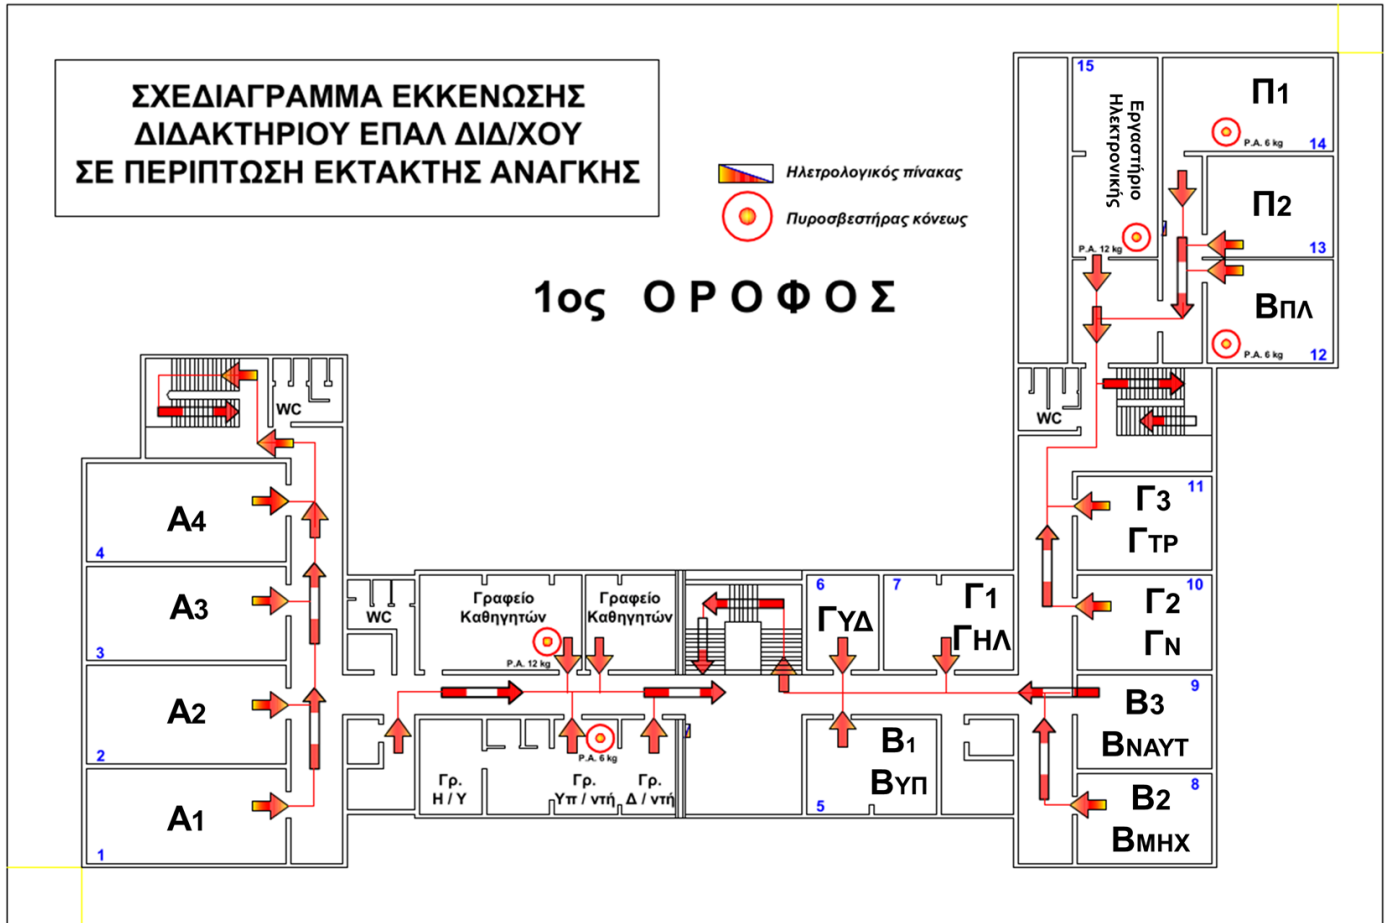 ΣΧΕΔΙΑΓΡΑΜΜΑ ΕΚΚΕΝΩΣΗΣ
ΔΙΔΑΚΤΗΡΙΟΥ ΕΠΑΛ ΔΙΔ/ΧΟΥ
ΣΕ ΠΕΡΙΠΤΩΣΗ ΕΚΤΑΚΤΗΣ ΑΝΑΓΚΗΣ
Ηλετρολογικός πίνακας
Πυροσβεστήρας κόνεως
1ος ΟΡΟΦΟΣ
15
Εργαστήριο
Ηλεκτρονικής
P.A. 12 kg
Π1
P.A. 6 kg
14
Π2
13
ΒΠΛ
P.A. 6 kg
12
WC
WC
Α4
4
Α3
3
Α2
2
Α1
1
WC
Γραφείο
Καθηγητών
P.A. 12 kg
Γραφείο
Καθηγητών
6
ΓΥΔ
7
Γ1
ΓΗΛ
11
Γ3
ΓΤΡ
10
Γ2
ΓΝ
9
Β3
ΒΝΑΥΤ
8
Β2
ΒΜΗΧ
Γρ.
Η / Υ
P.A. 6 kg
Γρ.
Υπ / ντή
Γρ.
Δ / ντή
Β1
ΒΥΠ
5